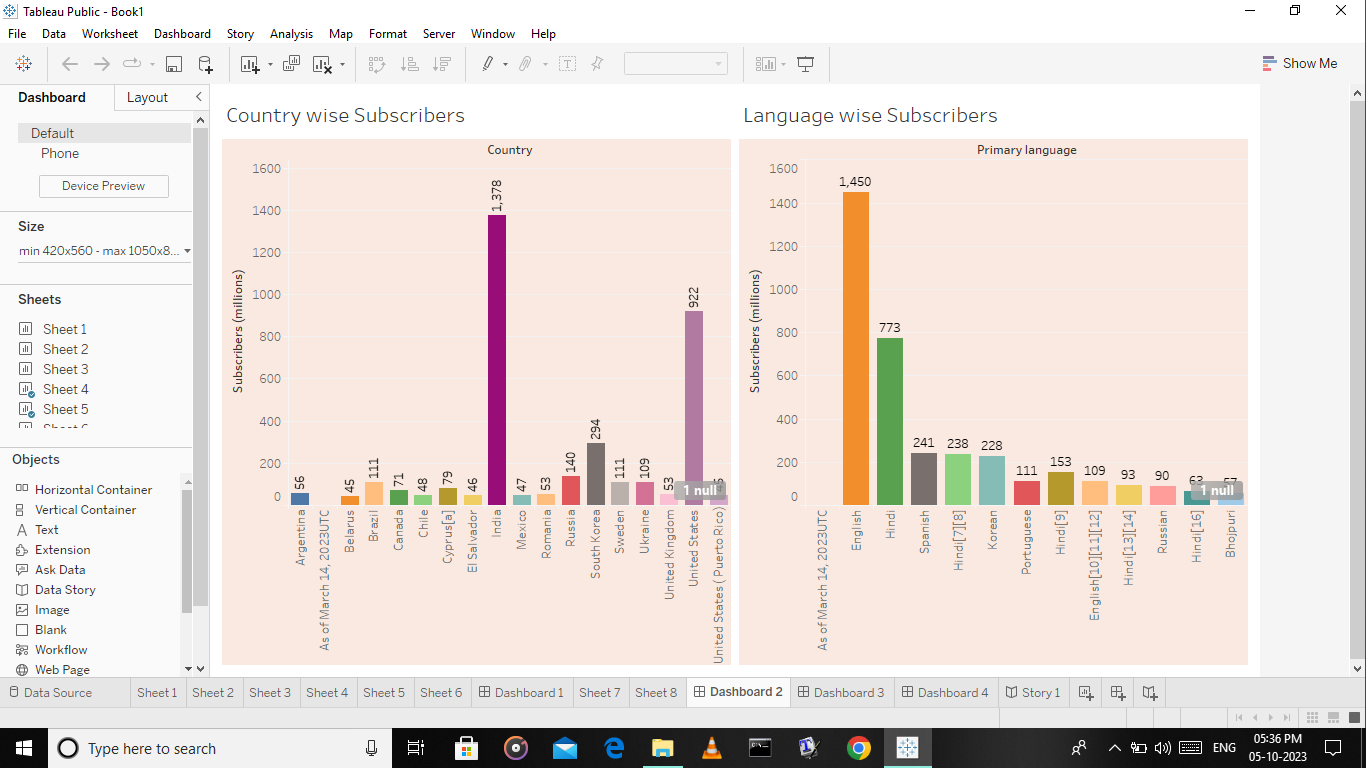 Tableau Public - Book1
File Data Worksheet Dashboard Story Analysis Map Format Server Window Help
Show Me
Dashboard Layout
Default
Phone
Device Preview
Size
min 420x560 - max 1050x8...
Sheets
Sheet 1
Sheet 2
Sheet 3
Sheet 4
Sheet 5
Objects
Horizontal Container
Vertical Container
Text
Extension
Ask Data
Data Story
Image
Blank
Workflow
Web Page
Country wise Subscribers
Country
Subscribers (millions)
1600
1400
1200
1000
800
600
400
200
0
56
45
111
71
48
79
46
1,378
47
53
140
294
111
109
53
922
1 null
Argentina
As of March 14, 2023UTC
Belarus
Brazil
Canada
Chile
Cyprus[a]
El Salvador
India
Mexico
Romania
Russia
South Korea
Sweden
Ukraine
United Kingdom
United States
United States ( Puerto Rico)
Language wise Subscribers
Primary language
Subscribers (millions)
1600
1400
1200
1000
800
600
400
200
0
1,450
773
241
238
228
111
153
109
93
90
63
57
1 null
As of March 14, 2023UTC
English
Hindi
Spanish
Hindi[7][8]
Korean
Portuguese
Hindi[9]
English[10][11][12]
Hindi[13][14]
Russian
Hindi[16]
Bhojpuri
Data Source Sheet 1 Sheet 2 Sheet 3 Sheet 4 Sheet 5 Sheet 6 Dashboard 1 Sheet 7 Sheet 8 Dashboard 2 Dashboard 3 Dashboard 4 Story 1
Type here to search
ENG
05:36 PM
05-10-2023